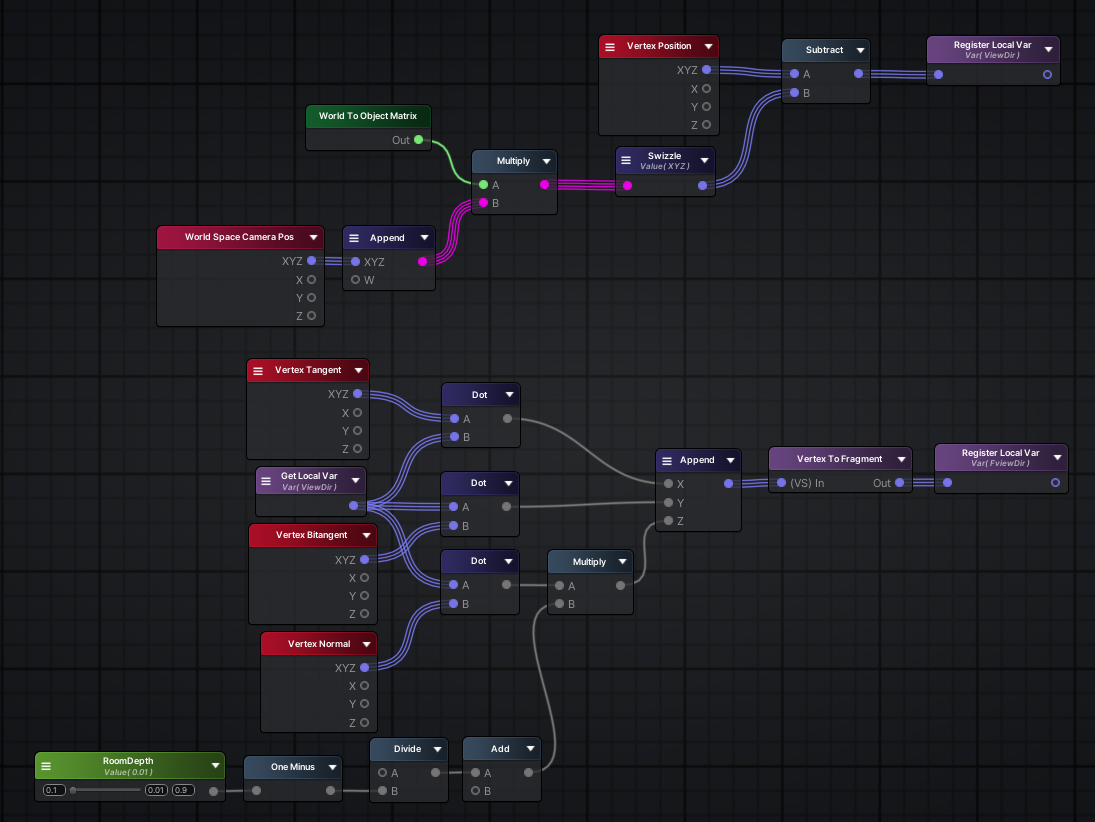 Vertex Position
XYZ
X
Y
Z
Subtract
A
B
Register Local Var
Var( ViewDir )
World To Object Matrix
Out
Multiply
A
B
Swizzle
Value( XYZ )
World Space Camera Pos
XYZ
X
Y
Z
Append
XYZ
W
Vertex Tangent
XYZ
X
Y
Z
Dot
A
B
Get Local Var
Var( ViewDir )
Dot
A
B
Append
X
Y
Z
Vertex To Fragment
(VS) In
Out
Register Local Var
Var( FviewDir )
Vertex Bitangent
XYZ
X
Y
Z
Dot
A
B
Multiply
A
B
Vertex Normal
XYZ
X
Y
Z
RoomDepth
Value( 0.01 )
0.1
0.01
0.9
One Minus
Divide
A
B
Add
A
B